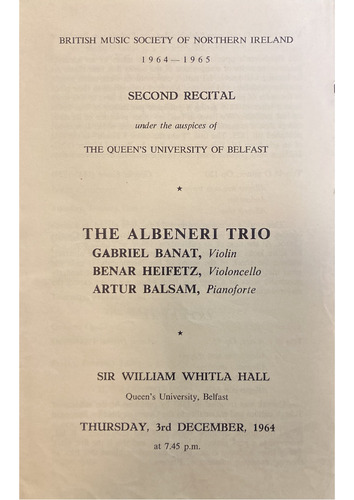 BRITISH MUSIC SOCIETY OF NORTHERN IRELAND
1964—1965
SECOND RECITAL
under the auspices of
THE QUEEN'S UNIVERSITY OF BELFAST
★
THE ALBENERI TRIO
GABRIEL BANAT, Violin
BENAR HEIFETZ, Violoncello
ARTUR BALSAM, Pianoforte
★
SIR WILLIAM WHITLA HALL
Queen's University, Belfast
THURSDAY, 3rd DECEMBER, 1964
at 7.45 p.m.